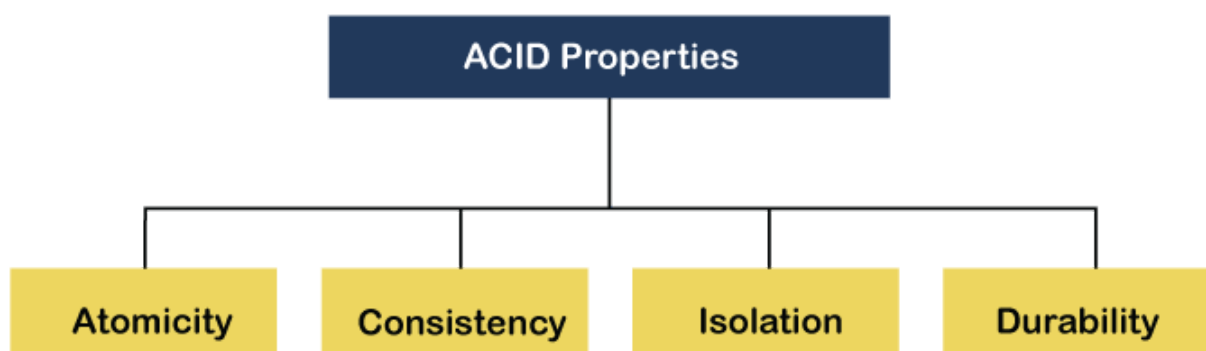 ACID Properties
Atomicity
Consistency
Isolation
Durability